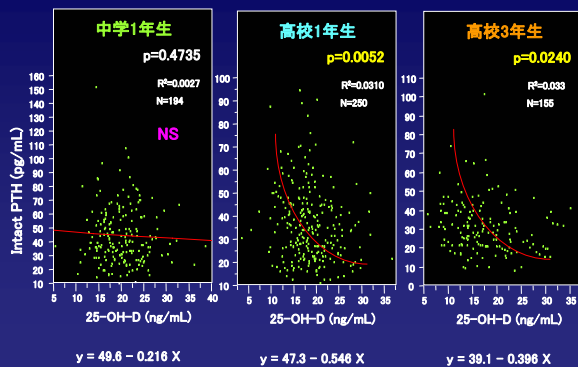 中学1年生
p=0.4735
R²=0.0027
N=194
NS
Intact PTH (pg/mL)
160
150
140
130
120
110
100
90
80
70
60
50
40
30
20
10
5 10 15 20 25 30 35 40
25-OH-D (ng/mL)
y = 49.6 – 0.216 X
高校1年生
p=0.0052
R²=0.0310
N=250
100
90
80
70
60
50
40
30
20
10
5 10 15 20 25 30 35
25-OH-D (ng/mL)
y = 47.3 – 0.546 X
高校3年生
p=0.0240
R²=0.033
N=155
110
100
90
80
70
60
50
40
30
20
10
0
5 10 15 20 25 30 35
25-OH-D (ng/mL)
y = 39.1 – 0.396 X